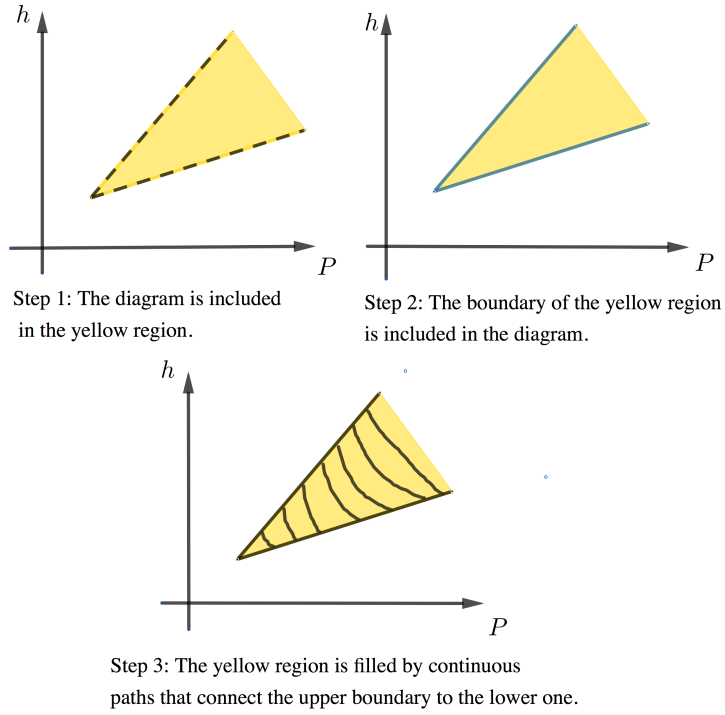 h
P
Step 1: The diagram is included
in the yellow region.
h
P
Step 2: The boundary of the yellow region
is included in the diagram.
h
P
Step 3: The yellow region is filled by continuous
paths that connect the upper boundary to the lower one.